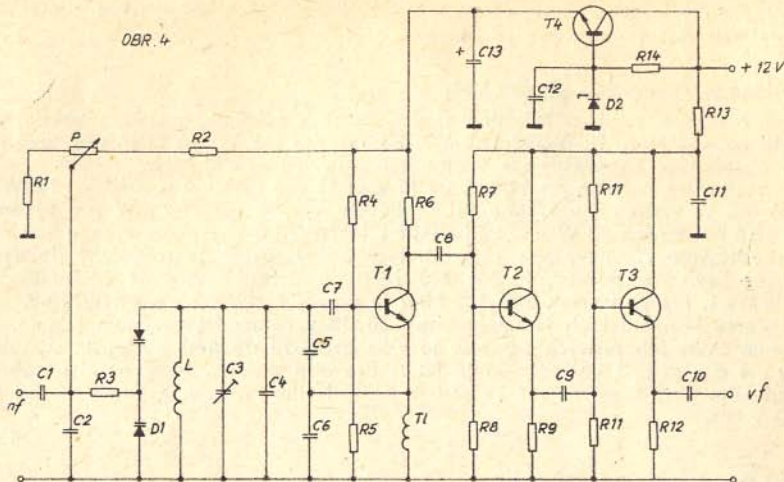 OBR. 4
T4
+
C13
R14
+ 12V
C12
D2
R13
P
R2
R1
R4
R6
R7
R11
C11
C8
T1
T2
T3
C7
C5
C1
R3
L
C3
C4
C9
C10
nf
vf
C2
D1
C6
R5
Tl
R8
R9
R11
R12